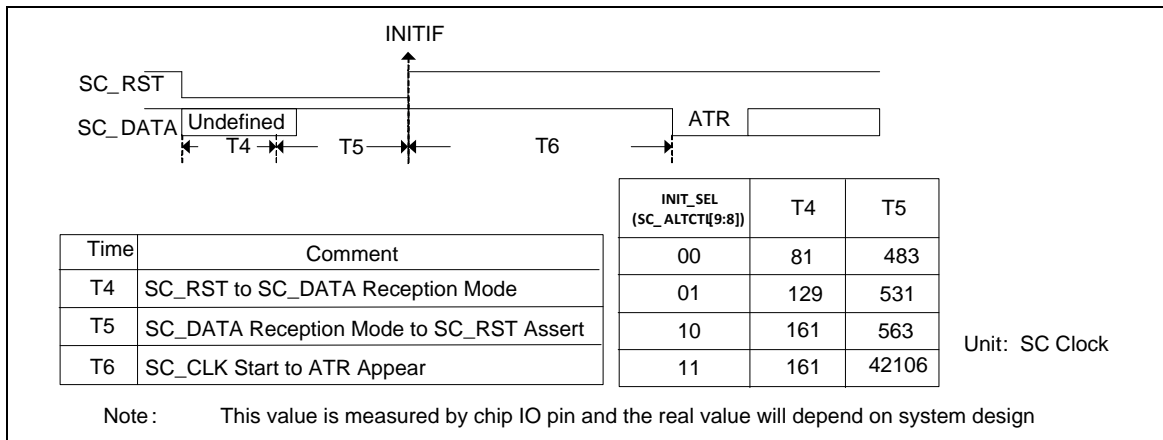 INITIF
SC_RST
SC_DATA Undefined ATR
T4 T5 T6
INIT_SEL (SC_ALTCTL[9:8]) T4 T5
00 81 483
01 129 531
10 161 563
11 161 42106
Unit: SC Clock
Time Comment
T4 SC_RST to SC_DATA Reception Mode
T5 SC_DATA Reception Mode to SC_RST Assert
T6 SC_CLK Start to ATR Appear
Note: This value is measured by chip IO pin and the real value will depend on system design